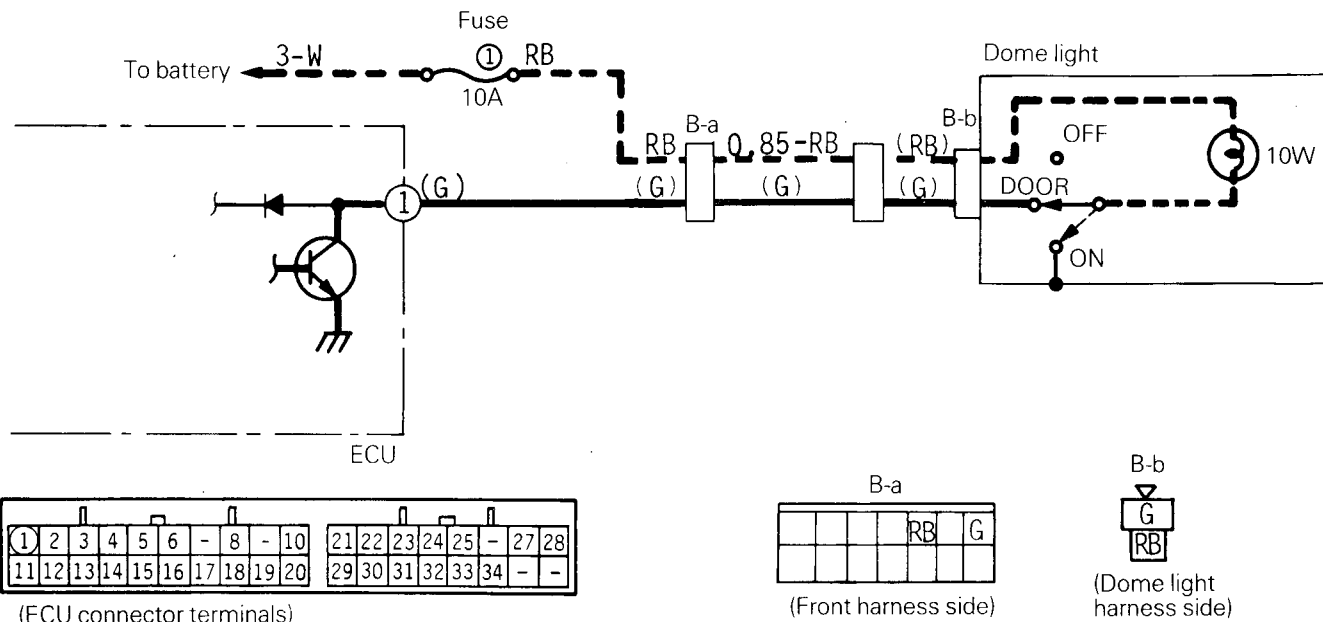 Fuse
To battery
3-W
①
RB
10A
Dome light
B-a
B-b
RB
0.85-RB
(RB)
OFF
10W
①
(G)
(G)
(G)
(G)
DOOR
ON
ECU
① 2 3 4 5 6 - 8 - 10
11 12 13 14 15 16 17 18 19 20
21 22 23 24 25 - 27 28
29 30 31 32 33 34 - -
(ECU connector terminals)
B-a
RB G
(Front harness side)
B-b
G
RB
(Dome light
harness side)